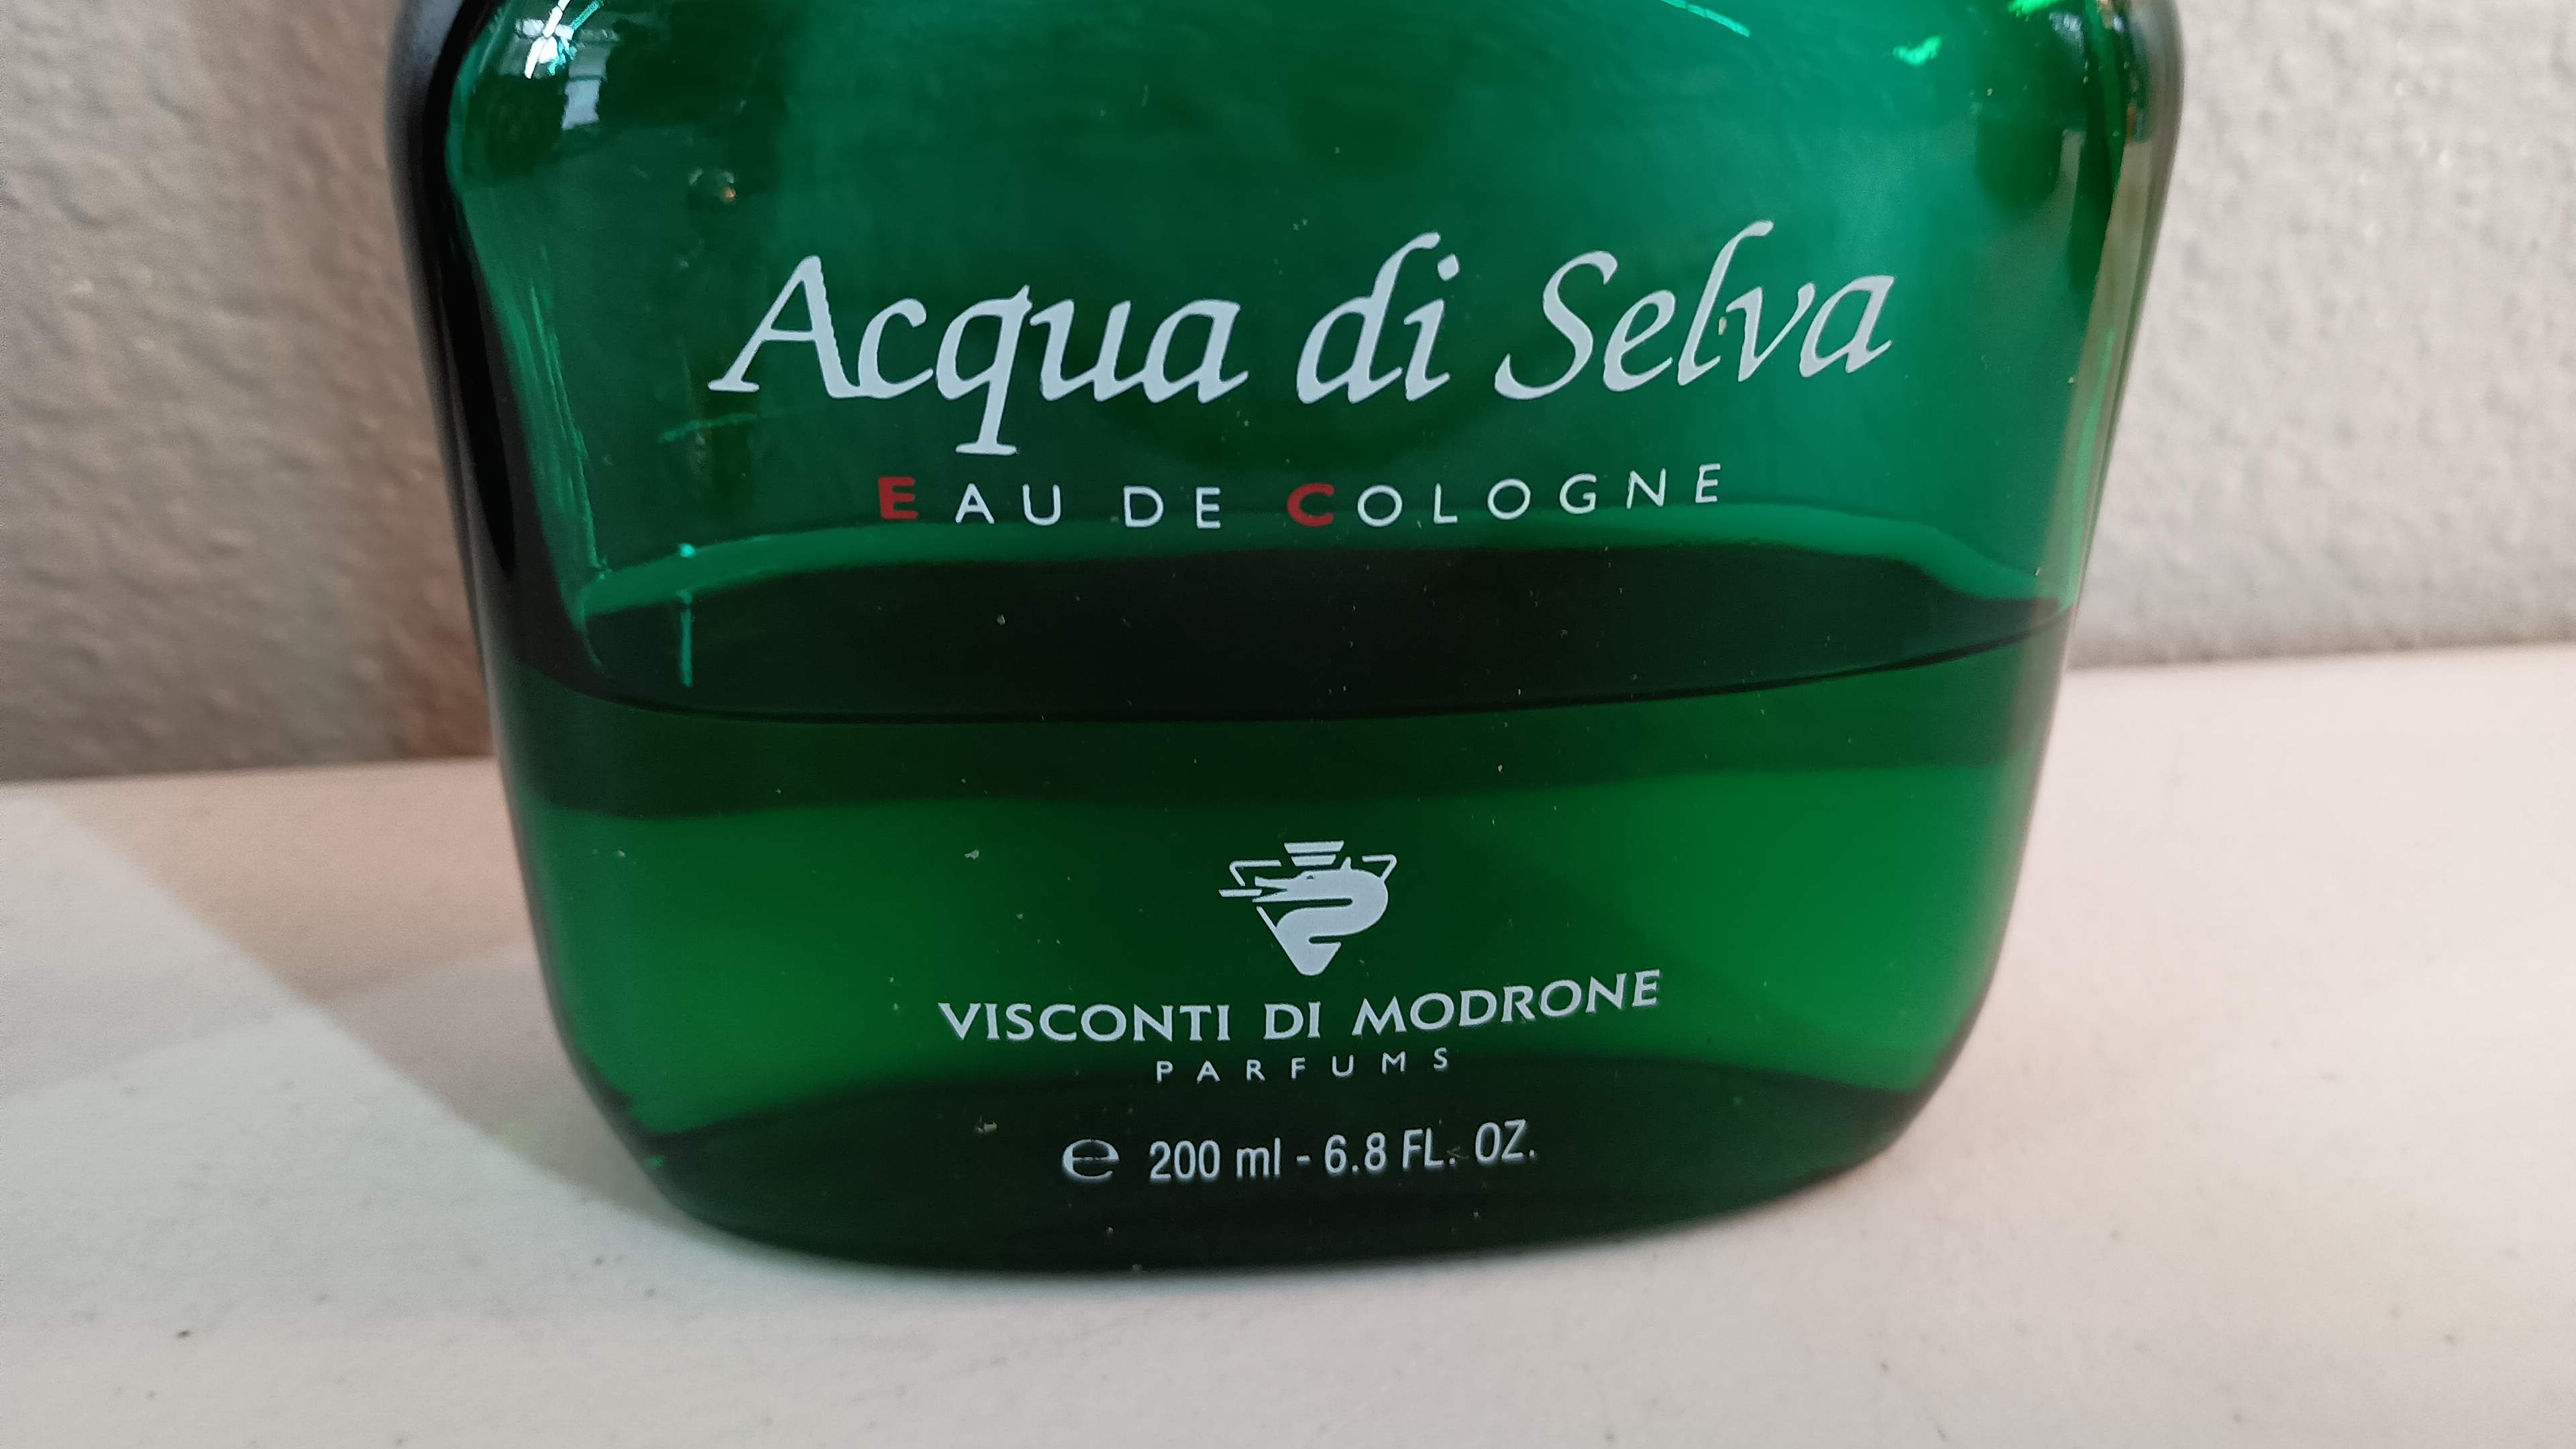 Acqua di Selva
EAU DE COLOGNE
VISCONTI DI MODRONE
PARFUMS
℮ 200 ml - 6.8 FL. OZ.